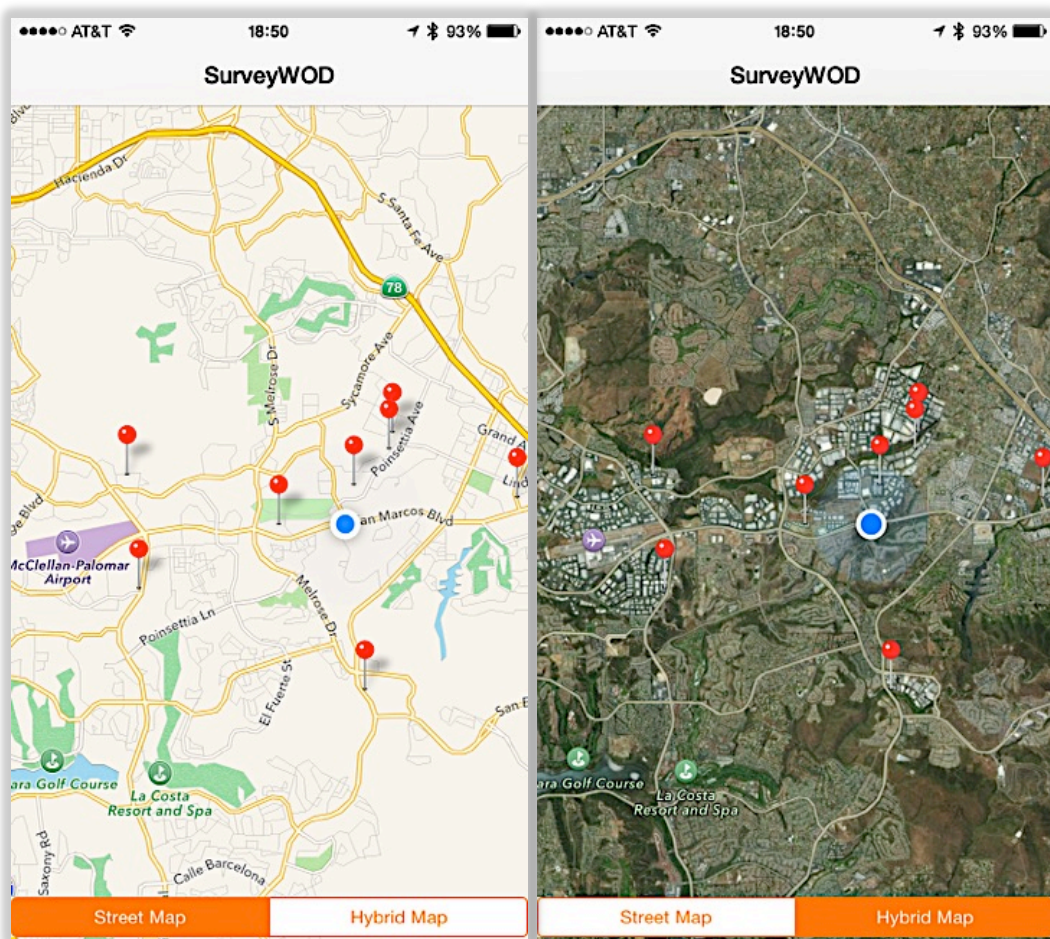 AT&T
18:50
93%
SurveyWOD
Hacienda Dr
S Santa Fe Ave
78
Sycamore Ave
S Melrose Dr
Poinsettia Ave
Grand A
Lind
ge Blvd
an Marcos Blvd
McClellan-Palomar
Airport
Melrose Dr
Poinsettia Ln
El Fuerte St
San E
ara Golf Course
La Costa
Resort and Spa
Saxony Rd
Calle Barcelona
Street Map
Hybrid Map
AT&T
18:50
93%
SurveyWOD
ara Golf Course
La Costa
Resort and Spa
Street Map
Hybrid Map